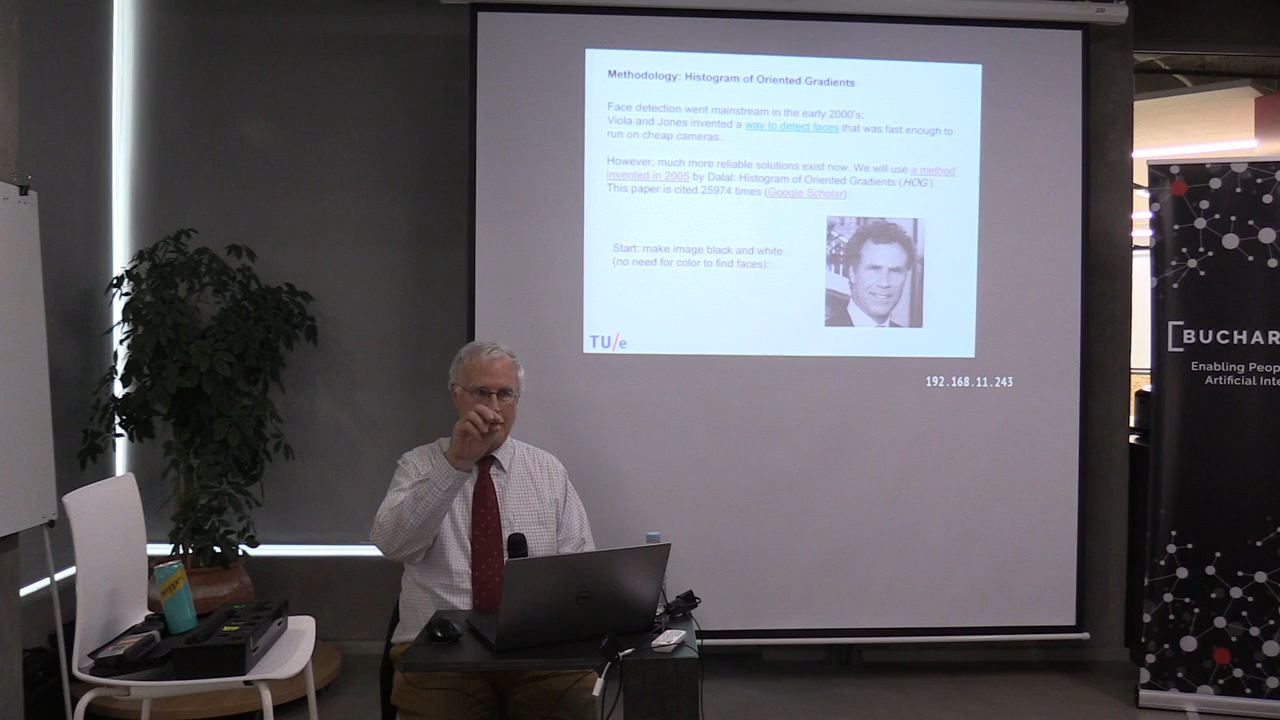 Methodology: Histogram of Oriented Gradients
Face detection went mainstream in the early 2000's:
Viola and Jones invented a way to detect faces that was fast enough to
run on cheap cameras.
However, much more reliable solutions exist now. We will use a method
invented in 2005 by Dalal: Histogram of Oriented Gradients (HOG).
This paper is cited 25974 times (Google Scholar).
Start: make image black and white
(no need for color to find faces):
TU/e
192.168.11.243
[BUCHAR
Enabling Peop
Artificial Inte
DELL